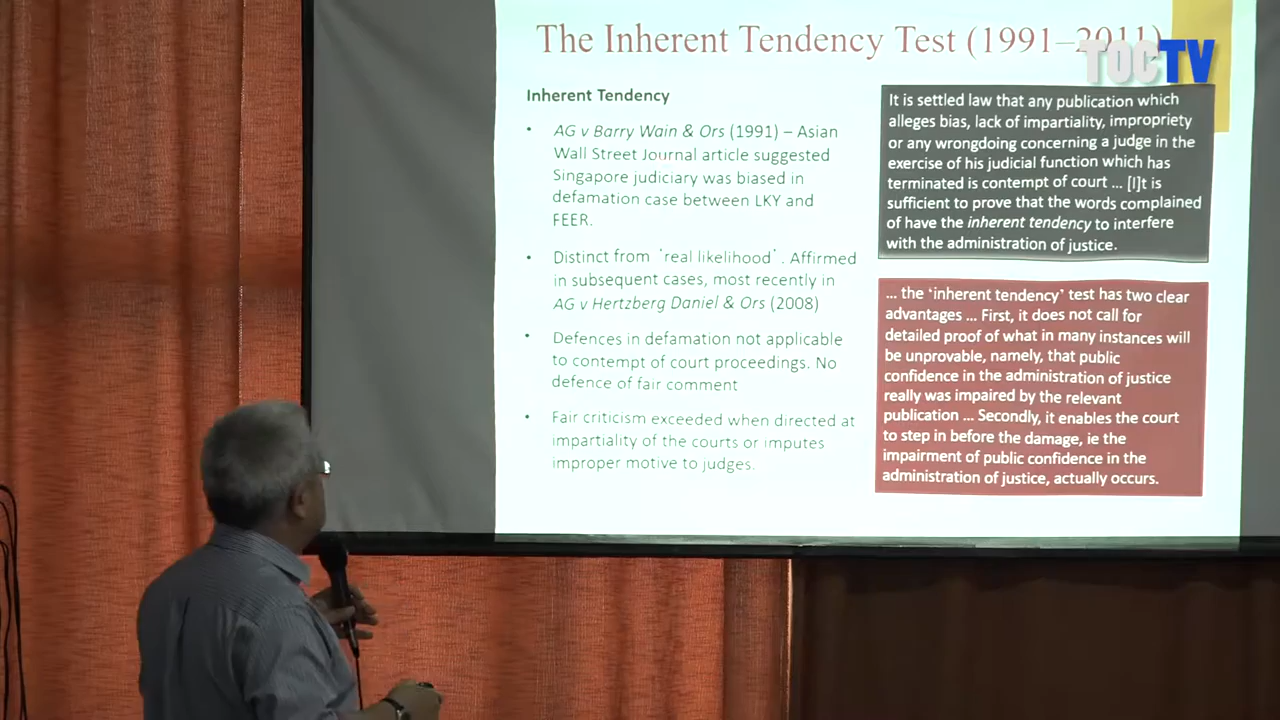 The Inherent Tendency Test (1991–2011)
TOCTV
Inherent Tendency
• AG v Barry Wain & Ors (1991) – Asian
Wall Street Journal article suggested
Singapore judiciary was biased in
defamation case between LKY and
FEER.
• Distinct from 'real likelihood'. Affirmed
in subsequent cases, most recently in
AG v Hertzberg Daniel & Ors (2008)
• Defences in defamation not applicable
to contempt of court proceedings. No
defence of fair comment
• Fair criticism exceeded when directed at
impartiality of the courts or imputes
improper motive to judges.
It is settled law that any publication which
alleges bias, lack of impartiality, impropriety
or any wrongdoing concerning a judge in the
exercise of his judicial function which has
terminated is contempt of court ... [I]t is
sufficient to prove that the words complained
of have the inherent tendency to interfere
with the administration of justice.
... the 'inherent tendency' test has two clear
advantages ... First, it does not call for
detailed proof of what in many instances will
be unprovable, namely, that public
confidence in the administration of justice
really was impaired by the relevant
publication ... Secondly, it enables the court
to step in before the damage, ie the
impairment of public confidence in the
administration of justice, actually occurs.